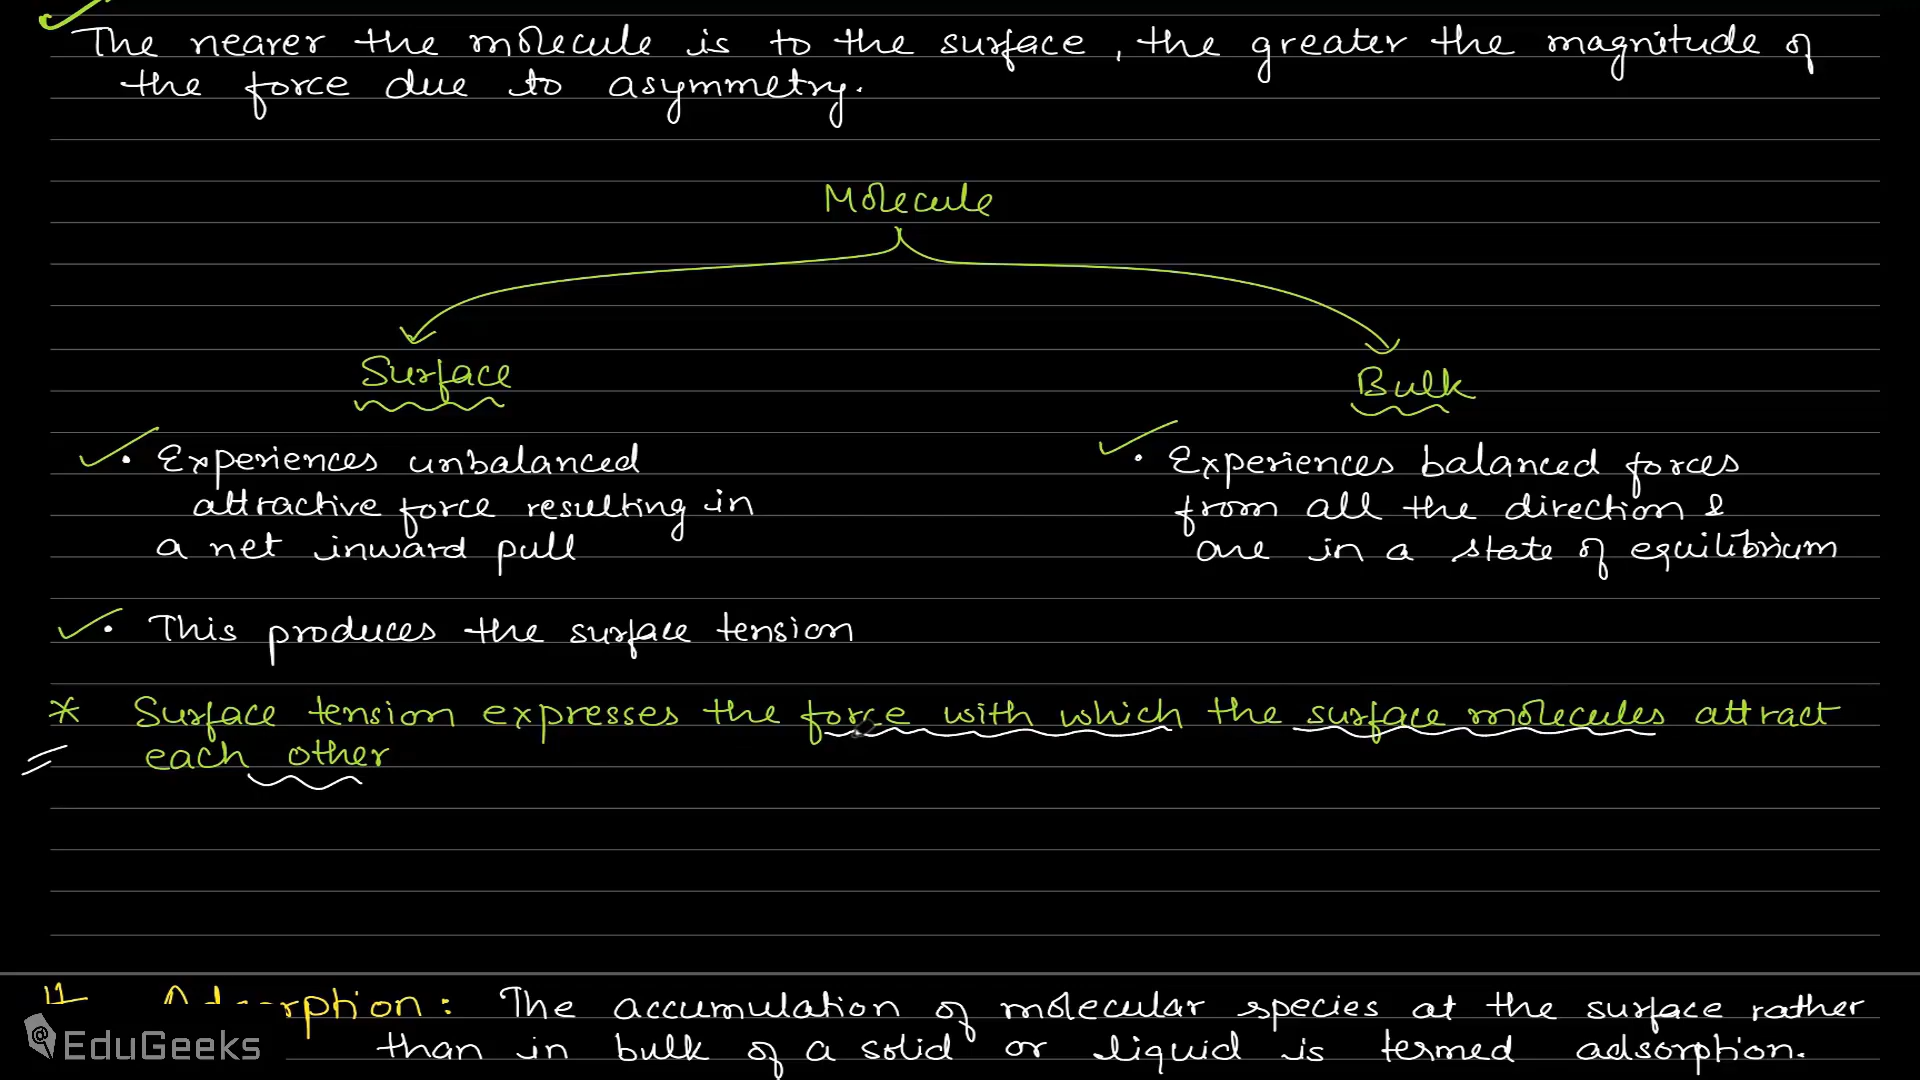 The nearer the molecule is to the surface, the greater the magnitude of
the force due to asymmetry.
Molecule
Surface
Bulk
• Experiences unbalanced
attractive force resulting in
a net inward pull
• Experiences balanced forces
from all the direction &
are in a state of equilibrium
• This produces the surface tension
* Surface tension expresses the force with which the surface molecules attract
each other
# Adsorption: The accumulation of molecular species at the surface rather
than in bulk of a solid or liquid is termed adsorption.
EduGeeks